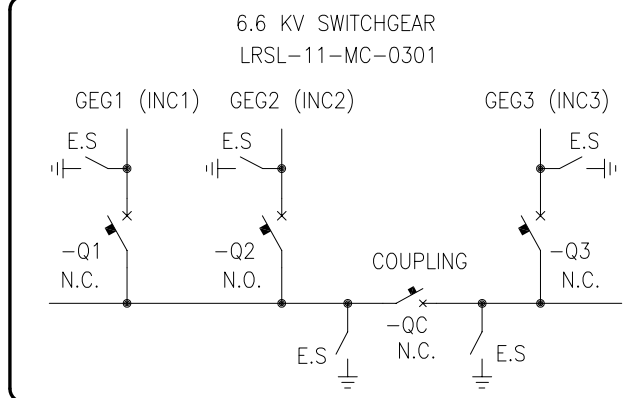 6.6 KV SWITCHGEAR
LRSL-11-MC-0301
GEG1 (INC1) GEG2 (INC2) GEG3 (INC3)
E.S E.S E.S
-Q1 -Q2 -Q3
N.C. N.O. N.C.
COUPLING
-QC
N.C.
E.S E.S